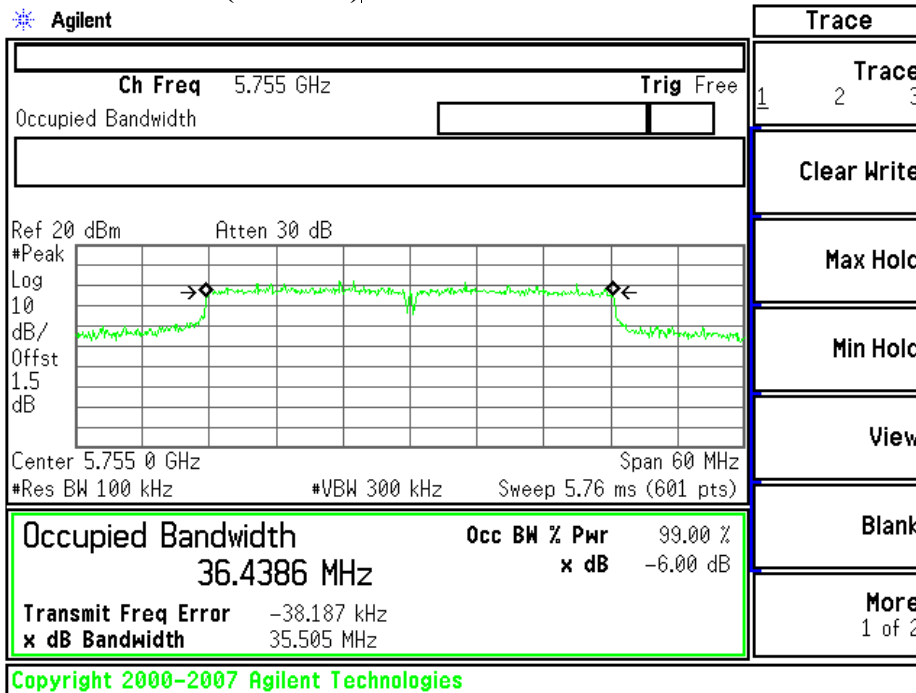 Agilent
Trace
Ch Freq 5.755 GHz
Trig Free
Occupied Bandwidth
Trace
1 2 3
Clear Write
Max Hold
Min Hold
View
Blank
More
1 of 2
Ref 20 dBm
Atten 30 dB
#Peak
Log
10
dB/
Offst
1.5
dB
Center 5.755 0 GHz
Span 60 MHz
#Res BW 100 kHz
#VBW 300 kHz
Sweep 5.76 ms (601 pts)
Occupied Bandwidth
36.4386 MHz
Occ BW % Pwr 99.00 %
x dB -6.00 dB
Transmit Freq Error -38.187 kHz
x dB Bandwidth 35.505 MHz
Copyright 2000-2007 Agilent Technologies